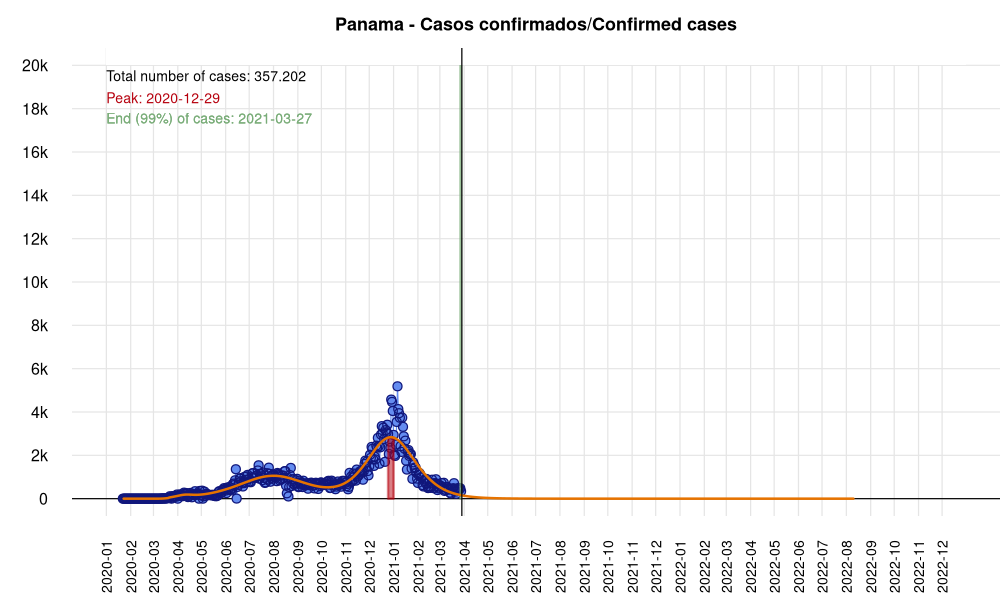 Panama - Casos confirmados/Confirmed cases
20k
18k
16k
14k
12k
10k
8k
6k
4k
2k
0
Total number of cases: 357.202
Peak: 2020-12-29
End (99%) of cases: 2021-03-27
2020-01
2020-02
2020-03
2020-04
2020-05
2020-06
2020-07
2020-08
2020-09
2020-10
2020-11
2020-12
2021-01
2021-02
2021-03
2021-04
2021-05
2021-06
2021-07
2021-08
2021-09
2021-10
2021-11
2021-12
2022-01
2022-02
2022-03
2022-04
2022-05
2022-06
2022-07
2022-08
2022-09
2022-10
2022-11
2022-12